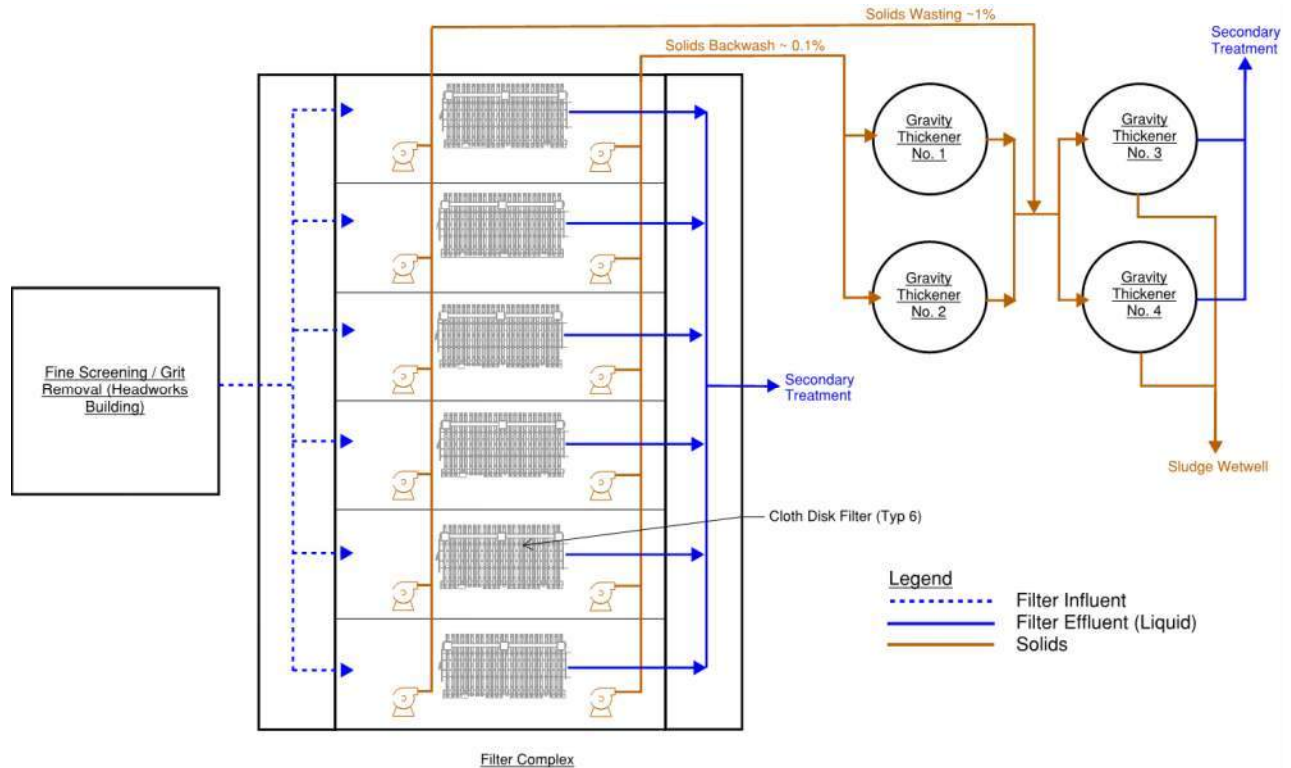 Solids Wasting ~1%
Solids Backwash ~ 0.1%
Secondary
Treatment
Gravity
Thickener
No. 1
Gravity
Thickener
No. 3
Gravity
Thickener
No. 2
Gravity
Thickener
No. 4
Fine Screening / Grit
Removal (Headworks
Building)
Secondary
Treatment
Sludge Wetwell
Cloth Disk Filter (Typ 6)
Legend
Filter Influent
Filter Effluent (Liquid)
Solids
Filter Complex